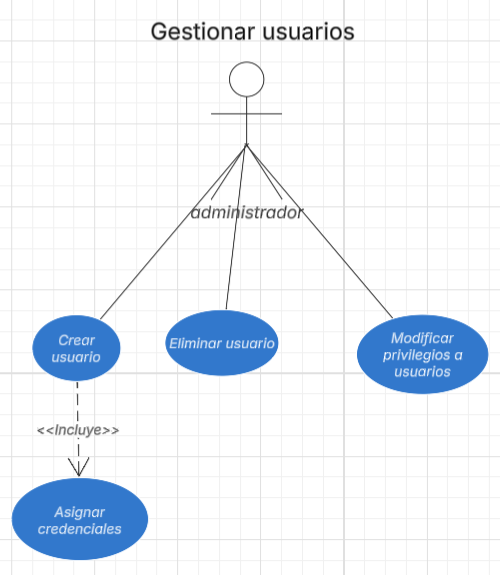 Gestionar usuarios
administrador
Crear
usuario
Eliminar usuario
Modificar
privilegios a
usuarios
<<Incluye>>
Asignar
credenciales